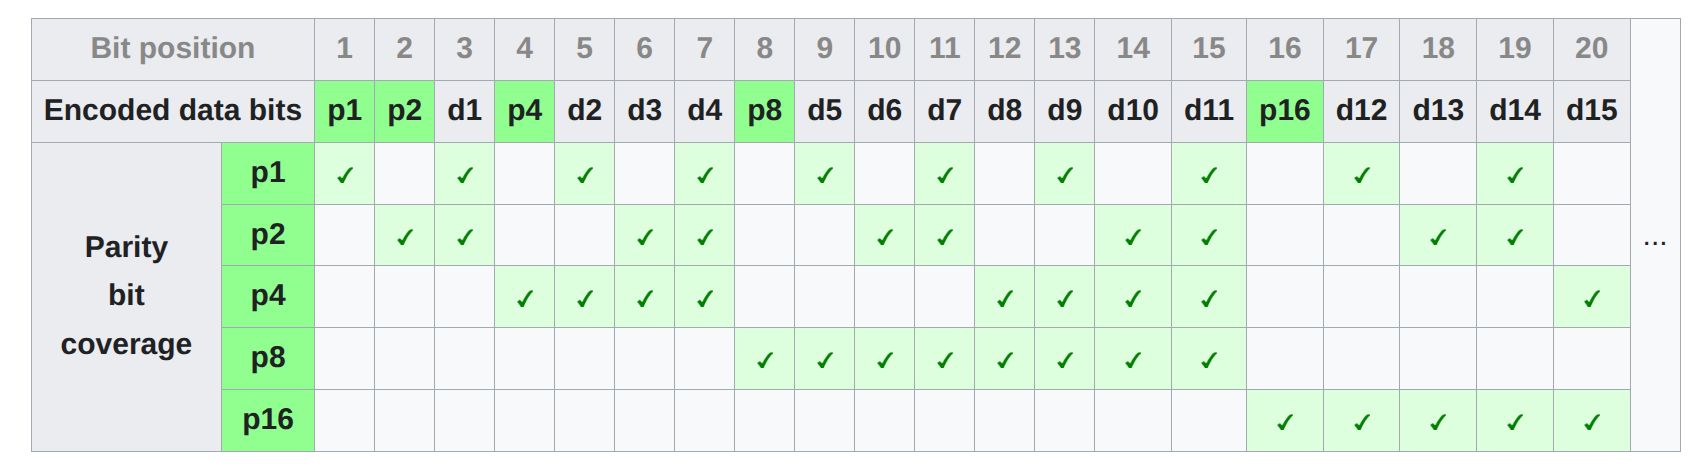 Bit position 1 2 3 4 5 6 7 8 9 10 11 12 13 14 15 16 17 18 19 20
Encoded data bits p1 p2 d1 p4 d2 d3 d4 p8 d5 d6 d7 d8 d9 d10 d11 p16 d12 d13 d14 d15
Parity
bit
coverage
p1 ✓ ✓ ✓ ✓ ✓ ✓ ✓ ✓ ✓ ✓
p2 ✓ ✓ ✓ ✓ ✓ ✓ ✓ ✓ ✓ ✓
p4 ✓ ✓ ✓ ✓ ✓ ✓ ✓ ✓ ✓
p8 ✓ ✓ ✓ ✓ ✓ ✓ ✓ ✓
p16 ✓ ✓ ✓ ✓ ✓
...